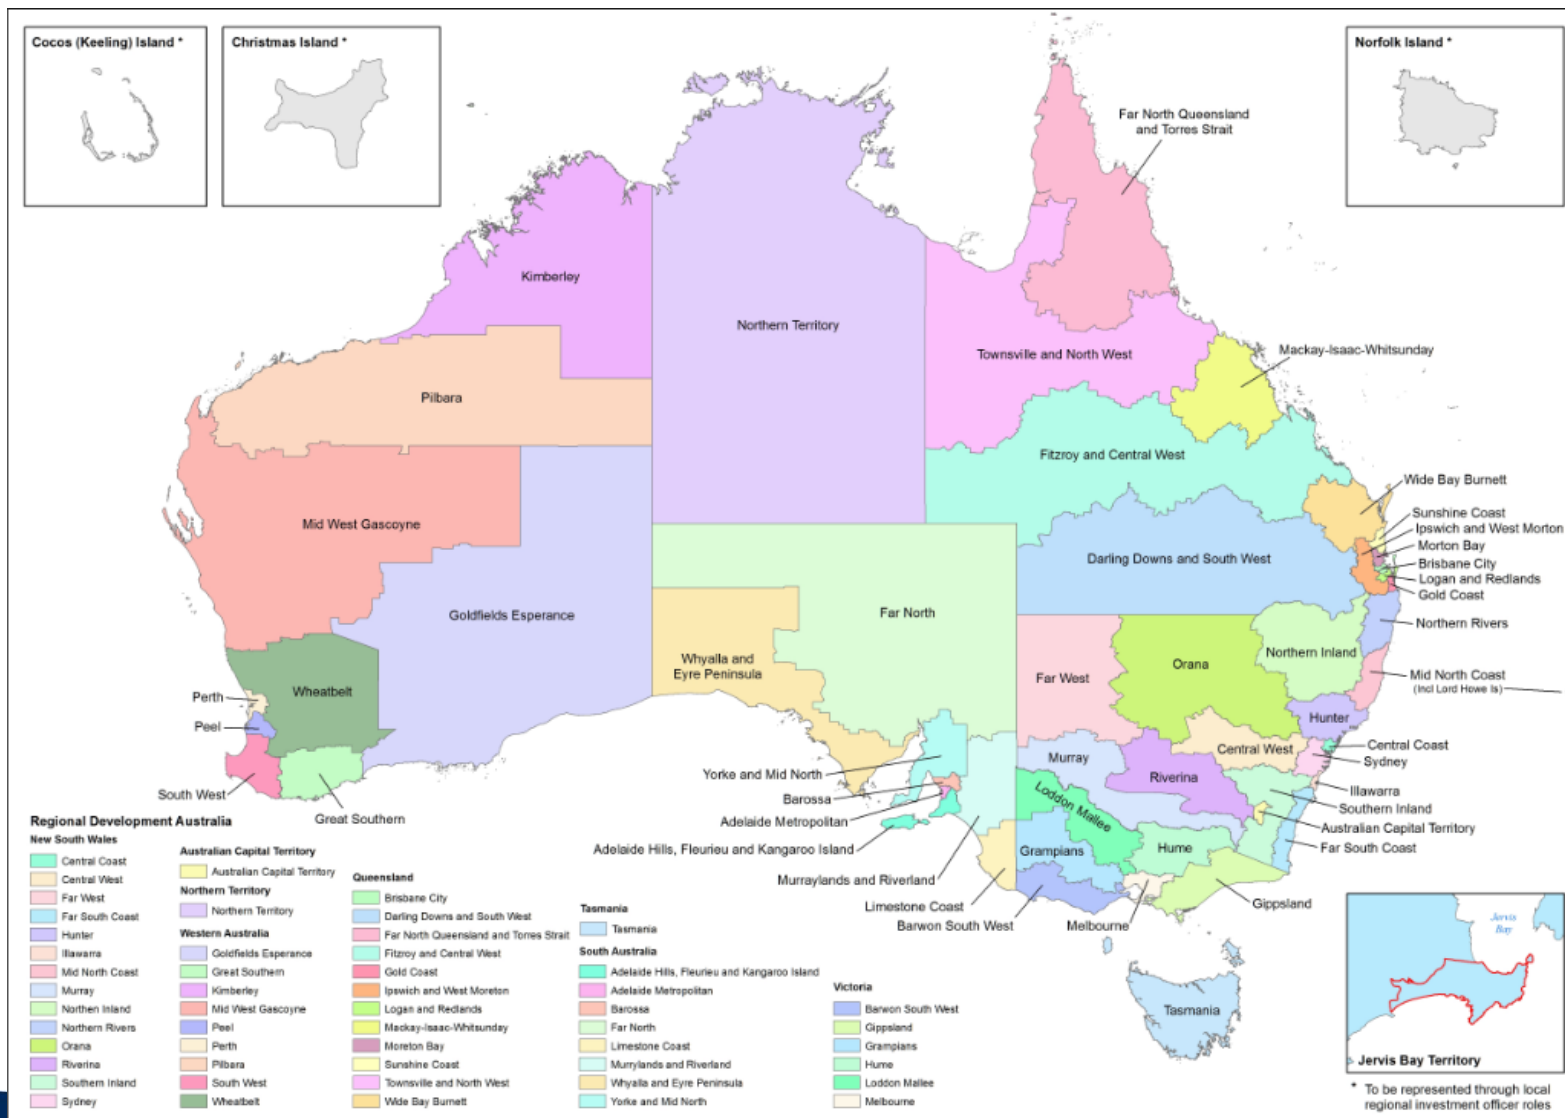 Cocos (Keeling) Island *
Christmas Island *
Norfolk Island *
Far North Queensland
and Torres Strait
Kimberley
Northern Territory
Townsville and North West
Mackay-Isaac-Whitsunday
Pilbara
Fitzroy and Central West
Wide Bay Burnett
Sunshine Coast
Ipswich and West Morton
Morton Bay
Brisbane City
Logan and Redlands
Gold Coast
Mid West Gascoyne
Darling Downs and South West
Goldfields Esperance
Far North
Northern Rivers
Whyalla and
Eyre Peninsula
Northern Inland
Orana
Far West
Mid North Coast
(Incl Lord Howe Is)
Wheatbelt
Perth
Peel
Hunter
Central West
Central Coast
Sydney
Murray
Riverina
Yorke and Mid North
Illawarra
South West
Barossa
Loddon Mallee
Southern Inland
Great Southern
Adelaide Metropolitan
Australian Capital Territory
Adelaide Hills, Fleurieu and Kangaroo Island
Grampians
Hume
Far South Coast
Murraylands and Riverland
Limestone Coast
Gippsland
Barwon South West
Melbourne
Tasmania
Regional Development Australia
New South Wales
Central Coast
Central West
Far West
Far South Coast
Hunter
Illawarra
Mid North Coast
Murray
Northen Inland
Northern Rivers
Orana
Riverina
Southern Inland
Sydney
Australian Capital Territory
Australian Capital Territory
Northern Territory
Northern Territory
Western Australia
Goldfields Esperance
Great Southern
Kimberley
Mid West Gascoyne
Peel
Perth
Pilbara
South West
Wheatbelt
Queensland
Brisbane City
Darling Downs and South West
Far North Queensland and Torres Strait
Fitzroy and Central West
Gold Coast
Ipswich and West Moreton
Logan and Redlands
Mackay-Isaac-Whitsunday
Moreton Bay
Sunshine Coast
Townsville and North West
Wide Bay Burnett
Tasmania
Tasmania
South Australia
Adelaide Hills, Fleurieu and Kangaroo Island
Adelaide Metropolitan
Barossa
Far North
Limestone Coast
Murrylands and Riverland
Whyalla and Eyre Peninsula
Yorke and Mid North
Victoria
Barwon South West
Gippsland
Grampians
Hume
Loddon Mallee
Melbourne
Jervis
Bay
Jervis Bay Territory
* To be represented through local
regional investment officer roles